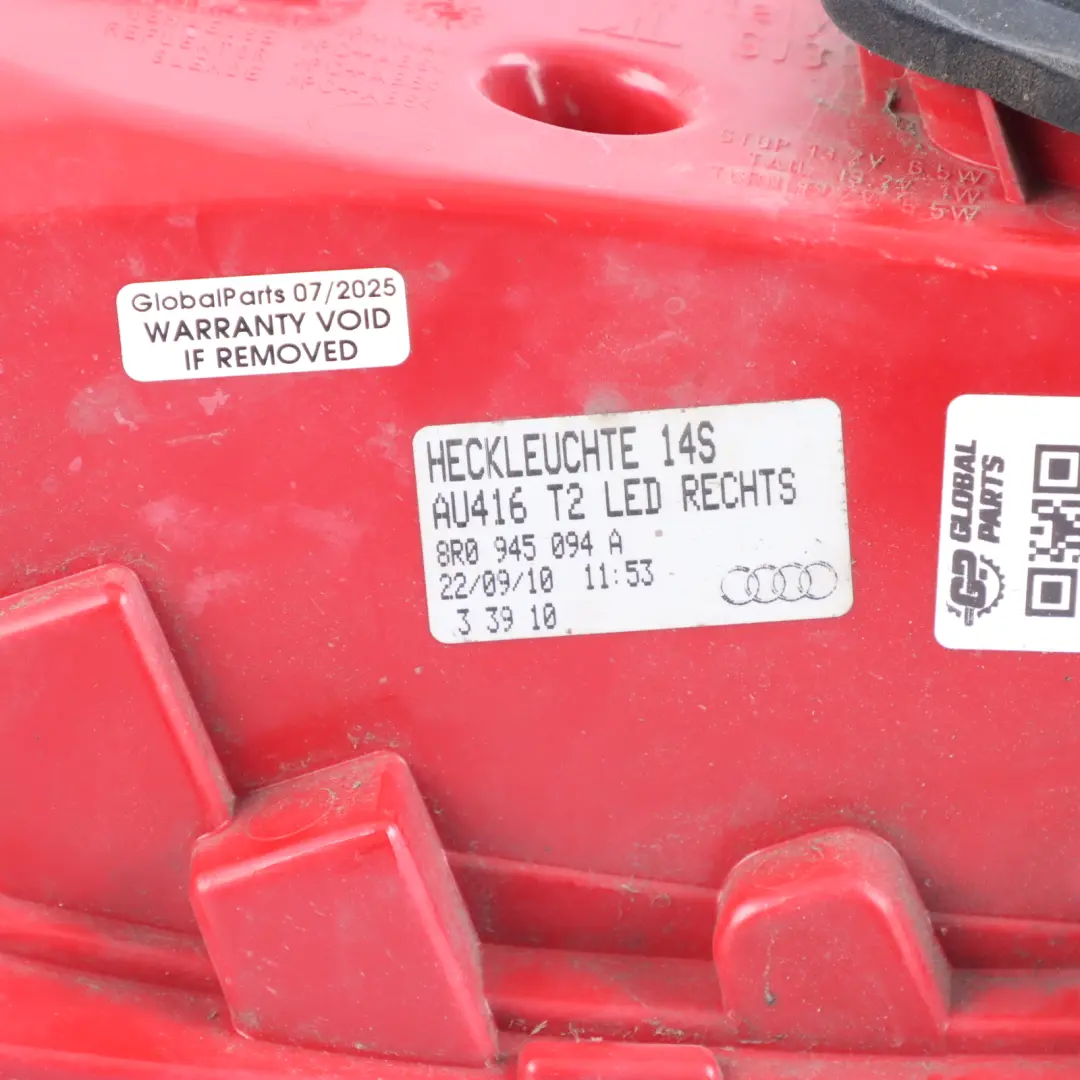 STOP
TAIL
GlobalParts 07/2025
WARRANTY VOID
IF REMOVED
HECKLEUCHTE 14S
AU416 T2 LED RECHTS
8R0 945 094 A
22/09/10 11:53
3 39 10
GLOBAL
PARTS